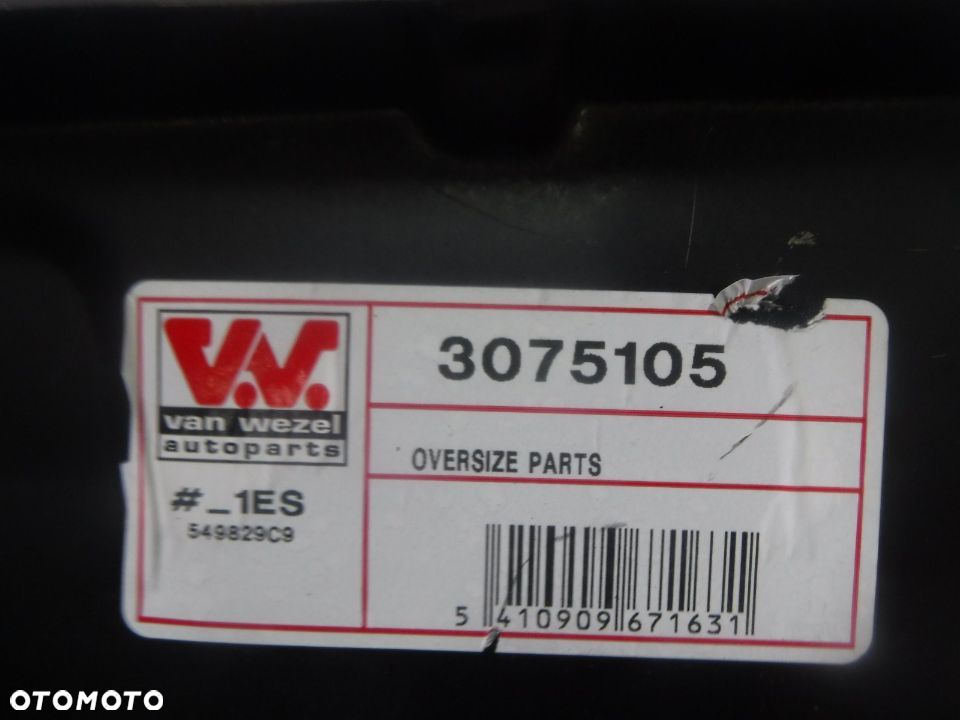 V.W.
van wezel
autoparts
#_1ES
549829C9
3075105
OVERSIZE PARTS
5 410909 671631
OTOMOTO